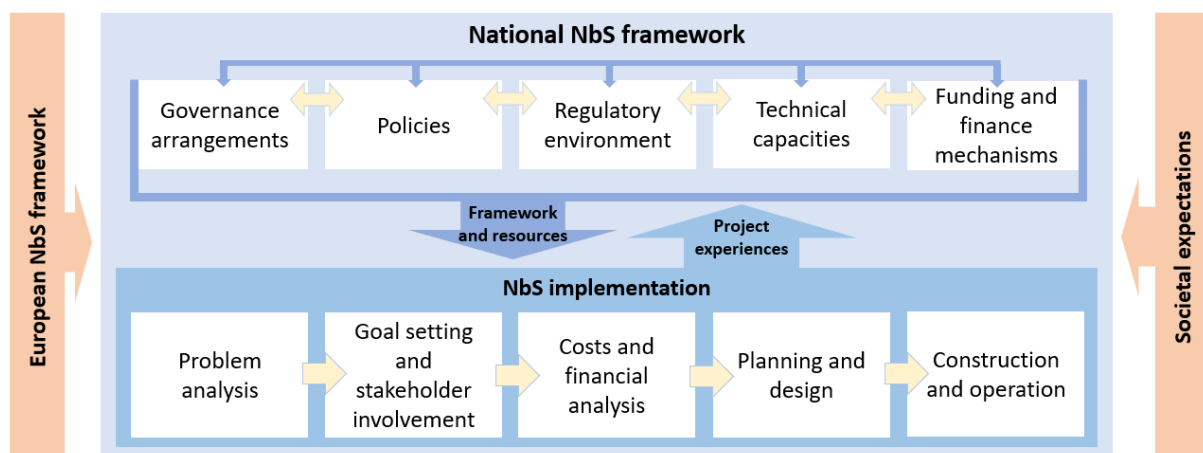 European NbS framework
National NbS framework
Governance
arrangements
Policies
Regulatory
environment
Technical
capacities
Funding and
finance
mechanisms
Framework
and resources
Project
experiences
NbS implementation
Problem
analysis
Goal setting
and
stakeholder
involvement
Costs and
financial
analysis
Planning and
design
Construction
and operation
Societal expectations